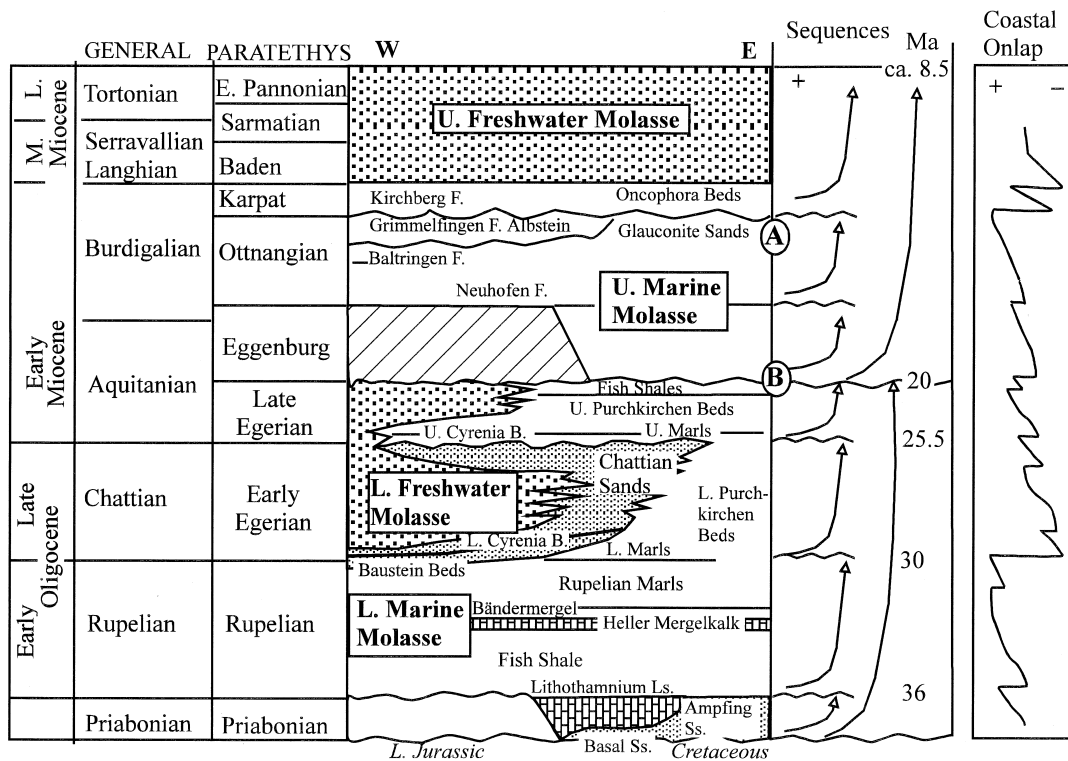 Coastal
Onlap
Sequences
Ma
GENERAL PARATETHYS W E
ca. 8.5
+
+ –
L.
M.
Miocene
Tortonian
E. Pannonian
Sarmatian
U. Freshwater Molasse
Serravallian
Langhian
Baden
Karpat
Kirchberg F.
Oncophora Beds
Grimmelfingen F. Albstein
Glauconite Sands
A
Burdigalian
Ottnangian
Baltringen F.
Neuhofen F.
U. Marine
Molasse
Early
Miocene
Eggenburg
Aquitanian
B
20
Fish Shales
Late
Egerian
U. Purchkirchen Beds
U. Cyrenia B.
U. Marls
25.5
Late
Oligocene
Chattian
Early
Egerian
Chattian
Sands
L. Freshwater
Molasse
L. Purch-
kirchen
Beds
L. Cyrenia B.
L. Marls
Baustein Beds
30
Rupelian Marls
Early
Rupelian
Rupelian
L. Marine
Molasse
Bändermergel
Heller Mergelkalk
Fish Shale
Lithothamnium Ls.
36
Priabonian
Priabonian
Ampfing
Ss.
Basal Ss.
L. Jurassic
Cretaceous